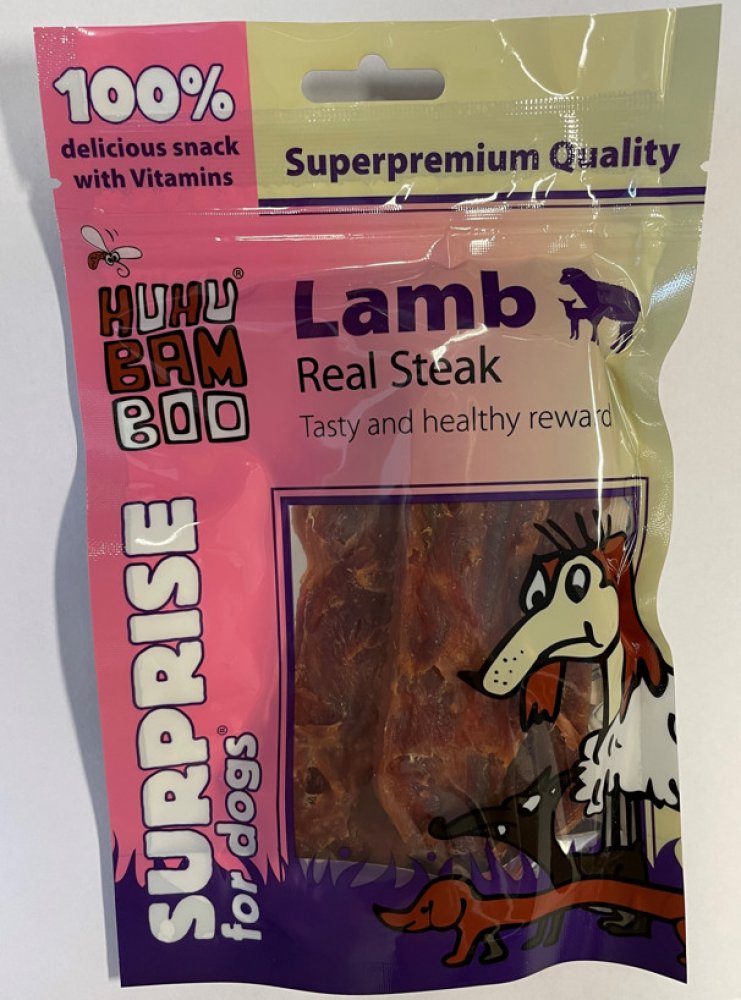 100%
delicious snack
with Vitamins
Superpremium Quality
HUHU®
BAM
BOO
Lamb
Real Steak
Tasty and healthy reward
SURPRISE
for dogs®